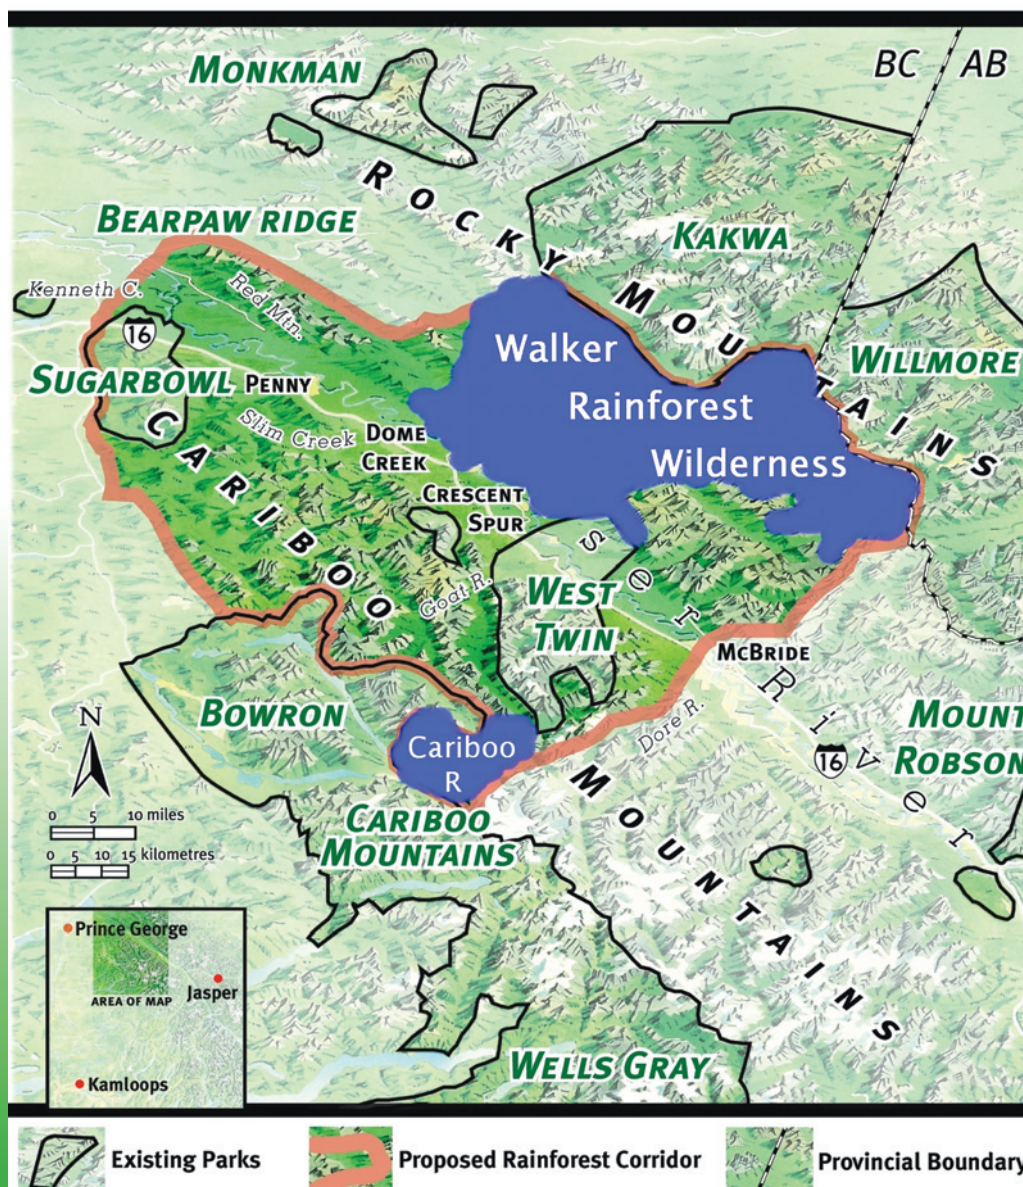 MONKMAN
BC
AB
ROCKY MOUNTAINS
BEARPAW RIDGE
KAKWA
Kenneth C.
Red Mtn.
16
WILLMORE
Walker
Rainforest
Wilderness
SUGARBOWL
PENNY
CARIBOO
Slim Creek
DOME
CREEK
CRESCENT
SPUR
ser River
Goat R.
WEST
TWIN
MCBRIDE
BOWRON
Dore R.
MOUNT
ROBSON
N
Cariboo
R
16
MOUNTAINS
0 5 10 miles
0 5 10 15 kilometres
CARIBOO
MOUNTAINS
Prince George
AREA OF MAP
Jasper
Kamloops
WELLS GRAY
Existing Parks
Proposed Rainforest Corridor
Provincial Boundary